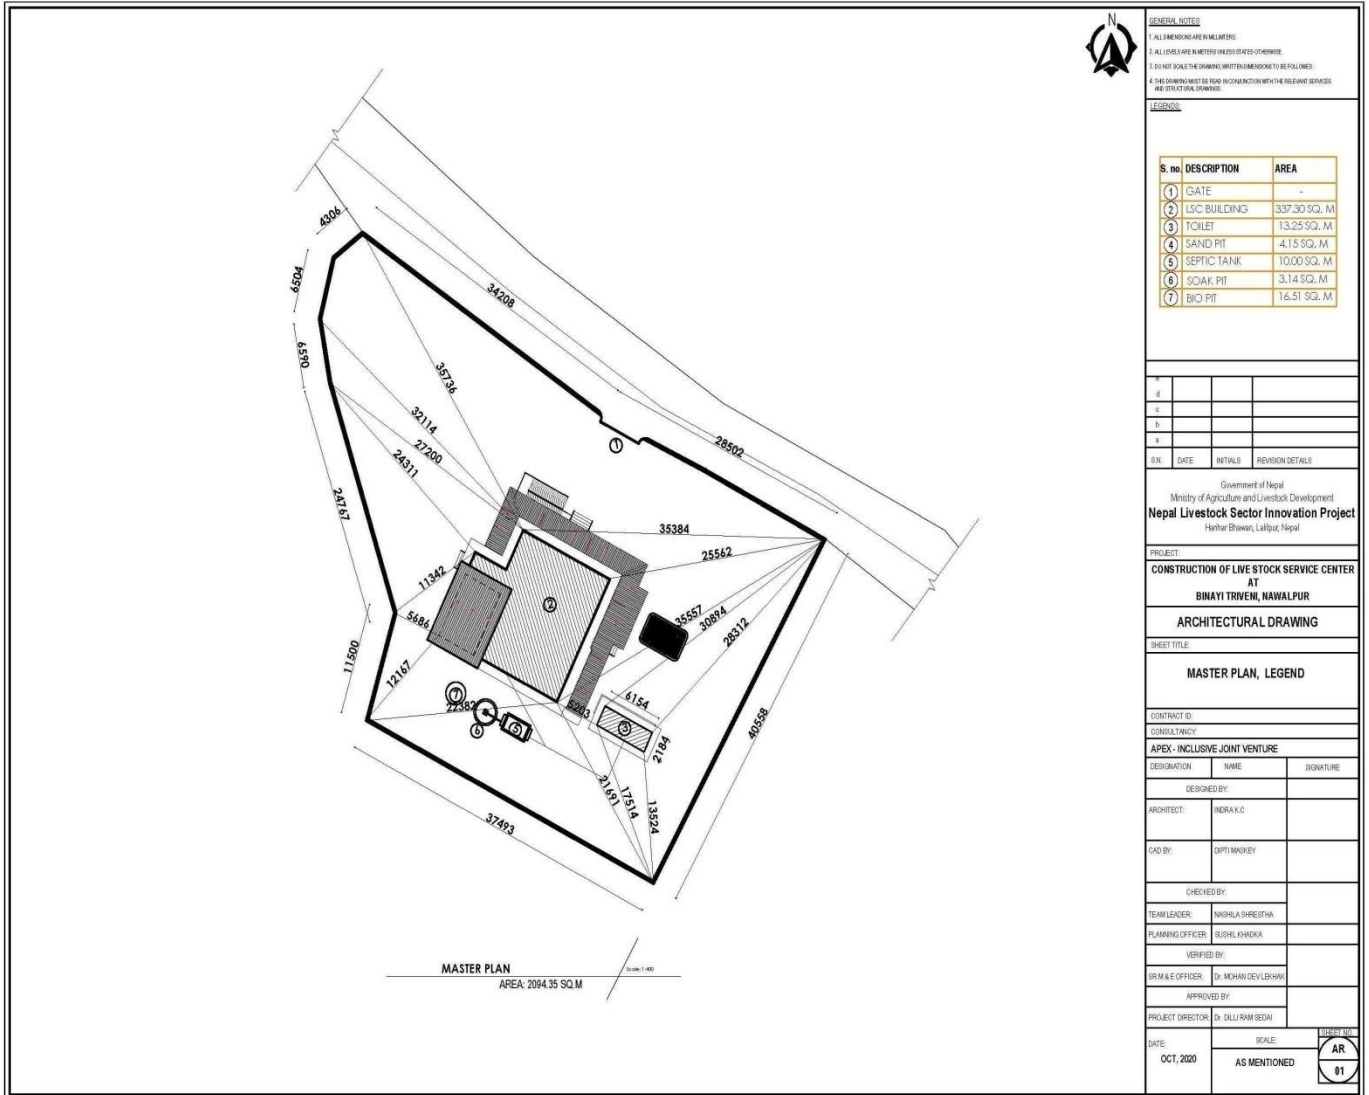 N
4306
6504
6590
24767
11500
34208
35736
32114
27200
24311
28502
35384
25562
11342
5686
12167
22382
35557
30894
28312
40558
6154
5203
2184
21691
17514
13524
37493
1
2
3
5
6
7
MASTER PLAN
Scale: 1:400
AREA: 2094.35 SQ.M
GENERAL NOTES
1. ALL DIMENSIONS ARE IN MILLIMTERS.
2. ALL LEVELS ARE IN METERS UNLESS STATED OTHERWISE.
3. DO NOT SCALE THE DRAWING, WRITTEN DIMENSIONS TO BE FOLLOWED.
4. THIS DRAWING MUST BE READ IN CONJUNCTION WITH THE RELEVANT SERVICES
AND STRUCTURAL DRAWINGS.
LEGENDS:
S. no. DESCRIPTION AREA
1 GATE -
2 LSC BUILDING 337.30 SQ. M
3 TOILET 13.25 SQ. M
4 SAND PIT 4.15 SQ. M
5 SEPTIC TANK 10.00 SQ. M
6 SOAK PIT 3.14 SQ. M
7 BIO PIT 16.51 SQ. M
e
d
c
b
a
S.N. DATE INITIALS REVISION DETAILS
Government of Nepal
Ministry of Agriculture and Livestock Development
Nepal Livestock Sector Innovation Project
Harihar Bhawan, Lalitpur, Nepal
PROJECT:
CONSTRUCTION OF LIVE STOCK SERVICE CENTER
AT
BINAYI TRIVENI, NAWALPUR
ARCHITECTURAL DRAWING
SHEET TITLE:
MASTER PLAN, LEGEND
CONTRACT ID:
CONSULTANCY:
APEX - INCLUSIVE JOINT VENTURE
DESIGNATION NAME SIGNATURE
DESIGNED BY:
ARCHITECT: INDRA K.C
CAD BY: DIPTI MASKEY
CHECKED BY:
TEAM LEADER: NASHILA SHRESTHA
PLANNING OFFICER: SUSHIL KHADKA
VERIFIED BY:
SR.M & E OFFICER: Dr. MOHAN DEV LEKHAK
APPROVED BY:
PROJECT DIRECTOR: Dr. DILLI RAM SEDAI
DATE: SCALE: SHEET NO.
OCT, 2020 AS MENTIONED AR
01